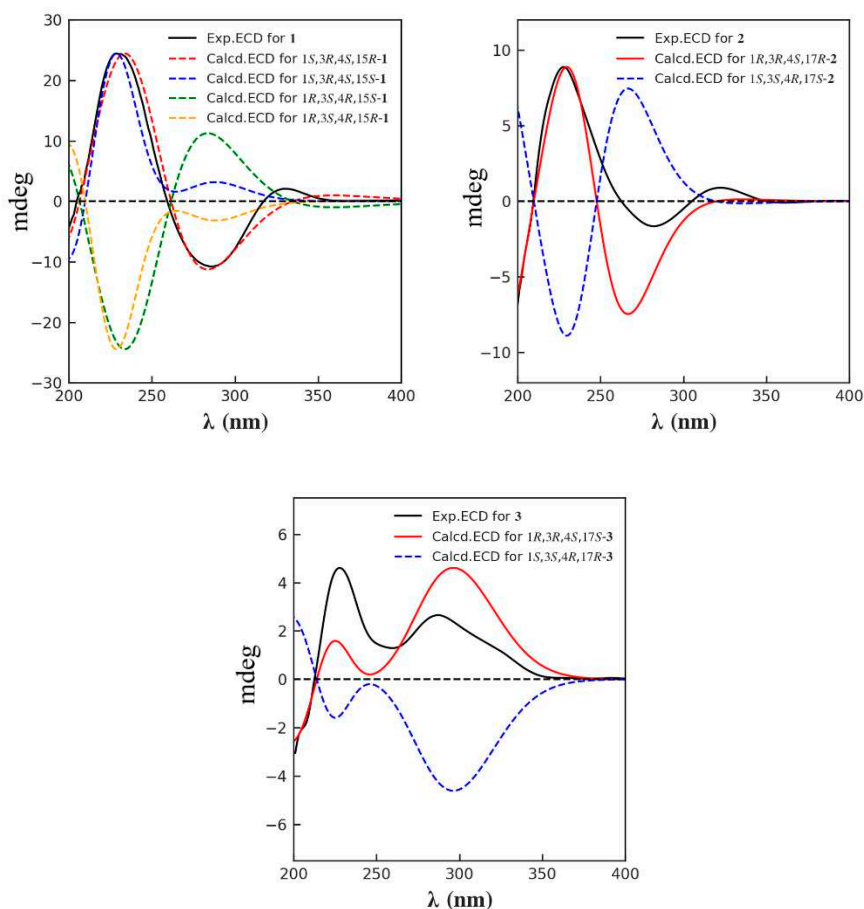 30
20
10
0
−10
−20
−30
mdeg
Exp.ECD for 1
Calcd.ECD for 1S,3R,4S,15R-1
Calcd.ECD for 1S,3R,4S,15S-1
Calcd.ECD for 1R,3S,4R,15S-1
Calcd.ECD for 1R,3S,4R,15R-1
200 250 300 350 400
λ (nm)
10
5
0
−5
−10
mdeg
Exp.ECD for 2
Calcd.ECD for 1R,3R,4S,17R-2
Calcd.ECD for 1S,3S,4R,17S-2
200 250 300 350 400
λ (nm)
6
4
2
0
−2
−4
−6
mdeg
Exp.ECD for 3
Calcd.ECD for 1R,3R,4S,17S-3
Calcd.ECD for 1S,3S,4R,17R-3
200 250 300 350 400
λ (nm)